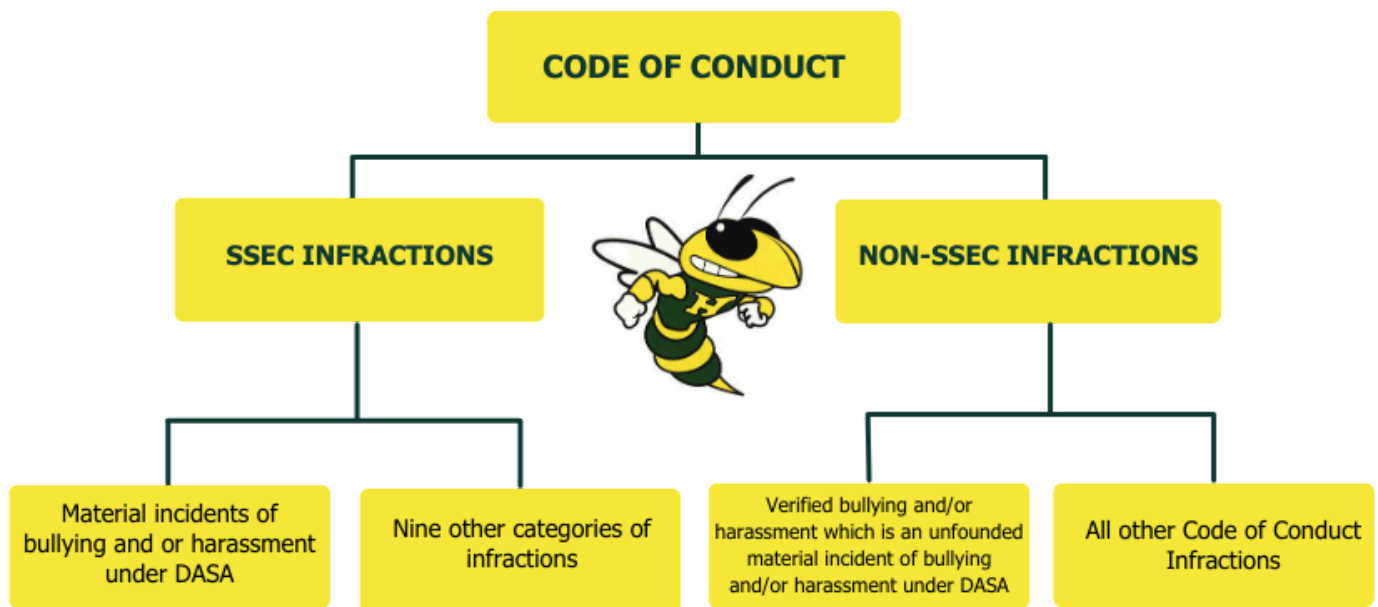 CODE OF CONDUCT
SSEC INFRACTIONS
NON-SSEC INFRACTIONS
Material incidents of
bullying and or harassment
under DASA
Nine other categories of
infractions
Verified bullying and/or
harassment which is an unfounded
material incident of bullying
and/or harassment under DASA
All other Code of Conduct
Infractions